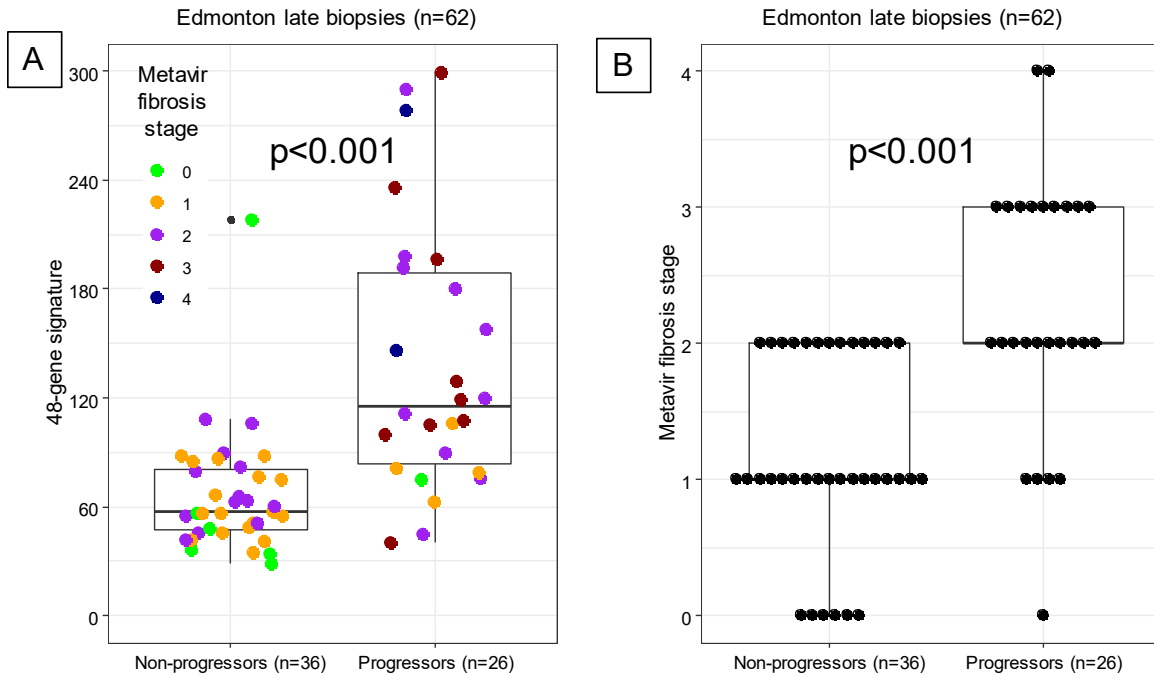 Edmonton late biopsies (n=62)
A
Metavir
fibrosis
stage
0
1
2
3
4
p<0.001
300
240
180
120
60
0
48-gene signature
Non-progressors (n=36)
Progressors (n=26)
Edmonton late biopsies (n=62)
B
p<0.001
4
3
2
1
0
Metavir fibrosis stage
Non-progressors (n=36)
Progressors (n=26)